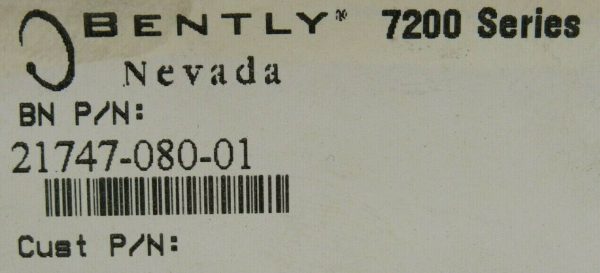 BENTLY® 7200 Series
Nevada
BN P/N:
21747-080-01
Cust P/N: